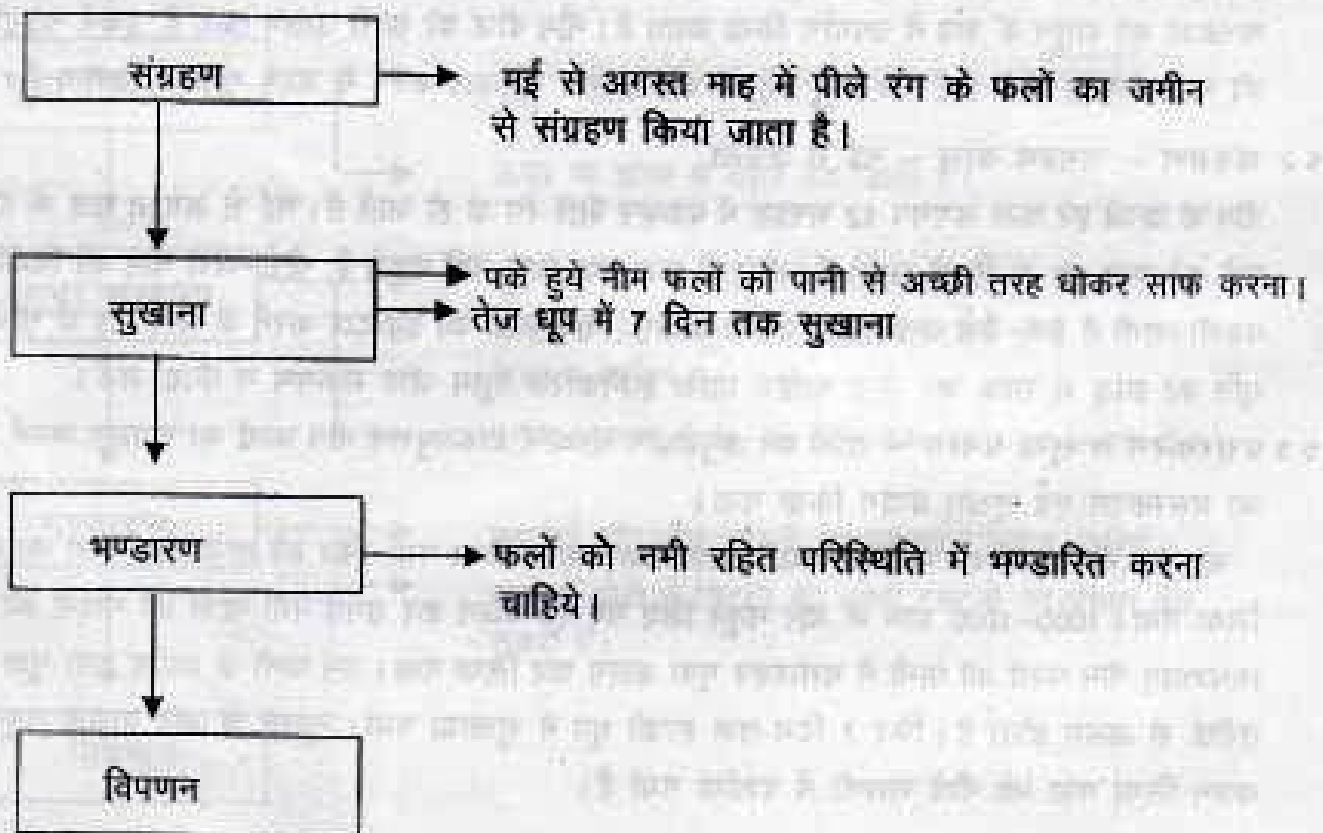 संग्रहण
मई से अगस्त माह में पीले रंग के फलों का जमीन
से संग्रहण किया जाता है।
सुखाना
पके हुये नीम फलों को पानी से अच्छी तरह धोकर साफ करना।
तेज धूप में 7 दिन तक सुखाना
भण्डारण
फलों को नमी रहित परिस्थिति में भण्डारित करना
चाहिये।
विपणन